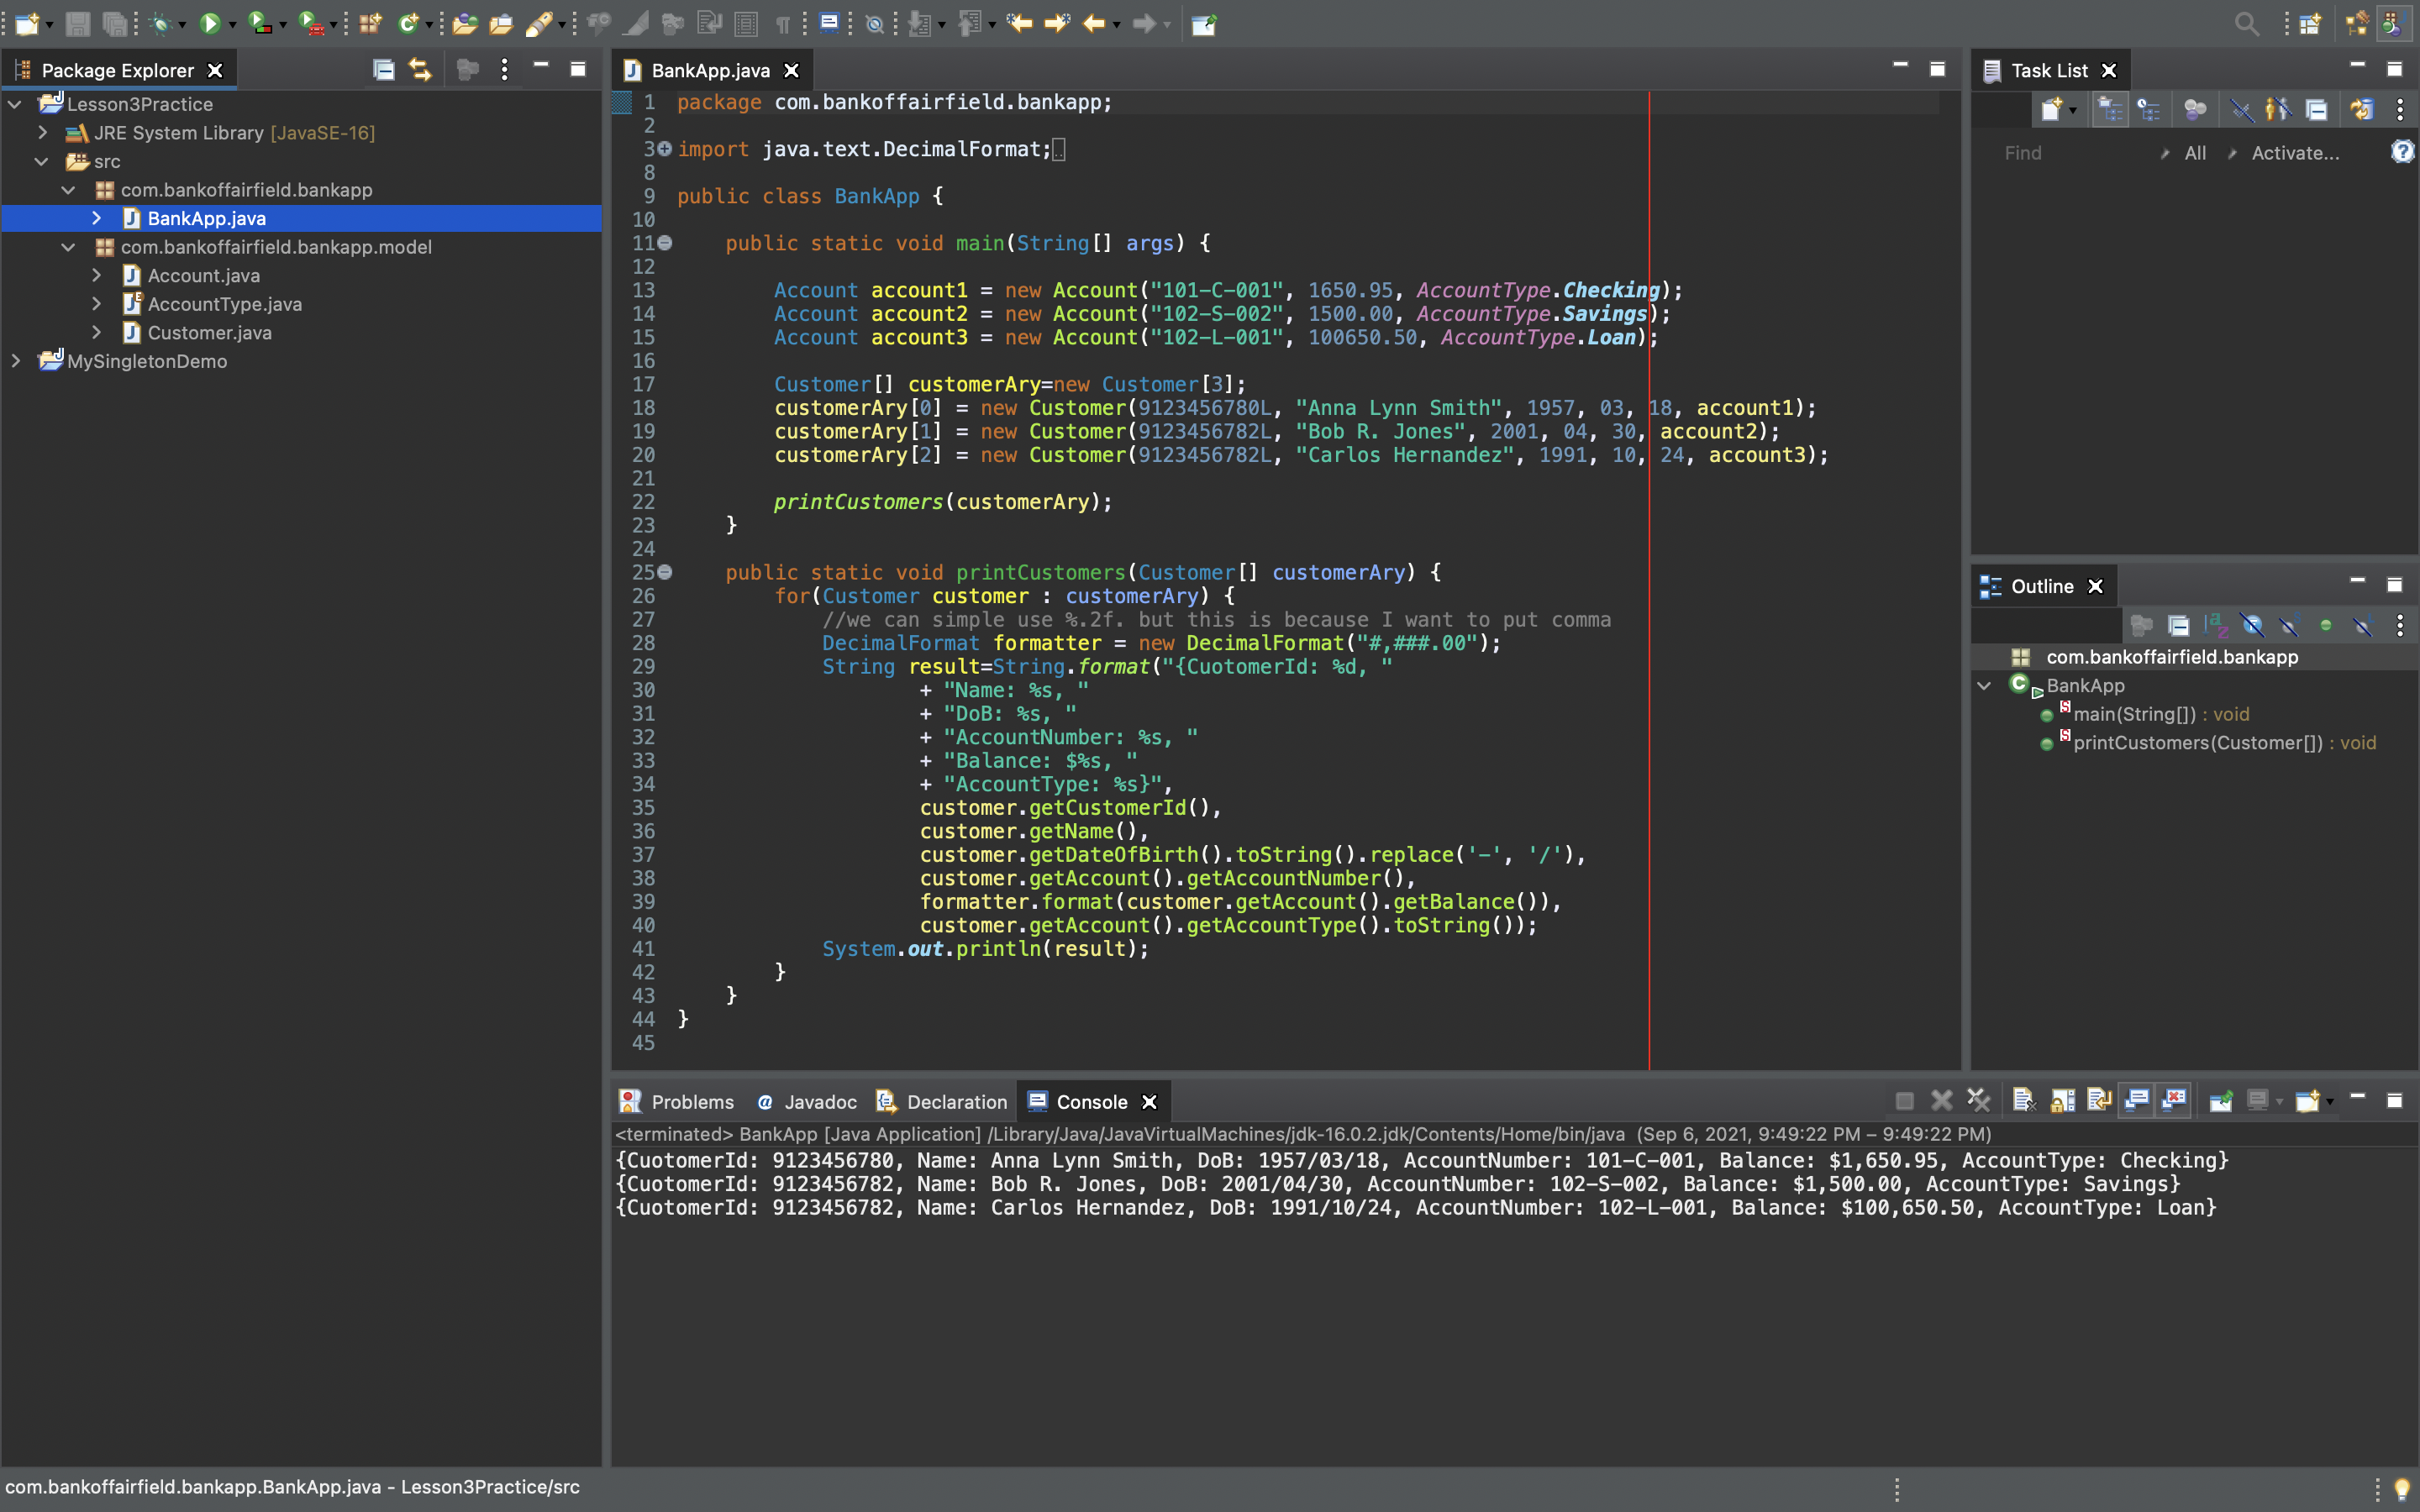 Package Explorer
Lesson3Practice
JRE System Library [JavaSE-16]
src
com.bankoffairfield.bankapp
BankApp.java
com.bankoffairfield.bankapp.model
Account.java
AccountType.java
Customer.java
MySingletonDemo
BankApp.java
1 package com.bankoffairfield.bankapp;
2
3 import java.text.DecimalFormat;
8
9 public class BankApp {
10
11 public static void main(String[] args) {
12
13 Account account1 = new Account("101-C-001", 1650.95, AccountType.Checking);
14 Account account2 = new Account("102-S-002", 1500.00, AccountType.Savings);
15 Account account3 = new Account("102-L-001", 100650.50, AccountType.Loan);
16
17 Customer[] customerAry=new Customer[3];
18 customerAry[0] = new Customer(9123456780L, "Anna Lynn Smith", 1957, 03, 18, account1);
19 customerAry[1] = new Customer(9123456782L, "Bob R. Jones", 2001, 04, 30, account2);
20 customerAry[2] = new Customer(9123456782L, "Carlos Hernandez", 1991, 10, 24, account3);
21
22 printCustomers(customerAry);
23 }
24
25 public static void printCustomers(Customer[] customerAry) {
26 for(Customer customer : customerAry) {
27 //we can simple use %.2f. but this is because I want to put comma
28 DecimalFormat formatter = new DecimalFormat("#,###.00");
29 String result=String.format("{CuotomerId: %d, "
30 + "Name: %s, "
31 + "DoB: %s, "
32 + "AccountNumber: %s, "
33 + "Balance: $%s, "
34 + "AccountType: %s}",
35 customer.getCustomerId(),
36 customer.getName(),
37 customer.getDateOfBirth().toString().replace('-', '/'),
38 customer.getAccount().getAccountNumber(),
39 formatter.format(customer.getAccount().getBalance()),
40 customer.getAccount().getAccountType().toString());
41 System.out.println(result);
42 }
43 }
44 }
45
Task List
Find All Activate...
Outline
com.bankoffairfield.bankapp
BankApp
main(String[]) : void
printCustomers(Customer[]) : void
Problems @ Javadoc Declaration Console
<terminated> BankApp [Java Application] /Library/Java/JavaVirtualMachines/jdk-16.0.2.jdk/Contents/Home/bin/java (Sep 6, 2021, 9:49:22 PM – 9:49:22 PM)
{CuotomerId: 9123456780, Name: Anna Lynn Smith, DoB: 1957/03/18, AccountNumber: 101-C-001, Balance: $1,650.95, AccountType: Checking}
{CuotomerId: 9123456782, Name: Bob R. Jones, DoB: 2001/04/30, AccountNumber: 102-S-002, Balance: $1,500.00, AccountType: Savings}
{CuotomerId: 9123456782, Name: Carlos Hernandez, DoB: 1991/10/24, AccountNumber: 102-L-001, Balance: $100,650.50, AccountType: Loan}
com.bankoffairfield.bankapp.BankApp.java - Lesson3Practice/src